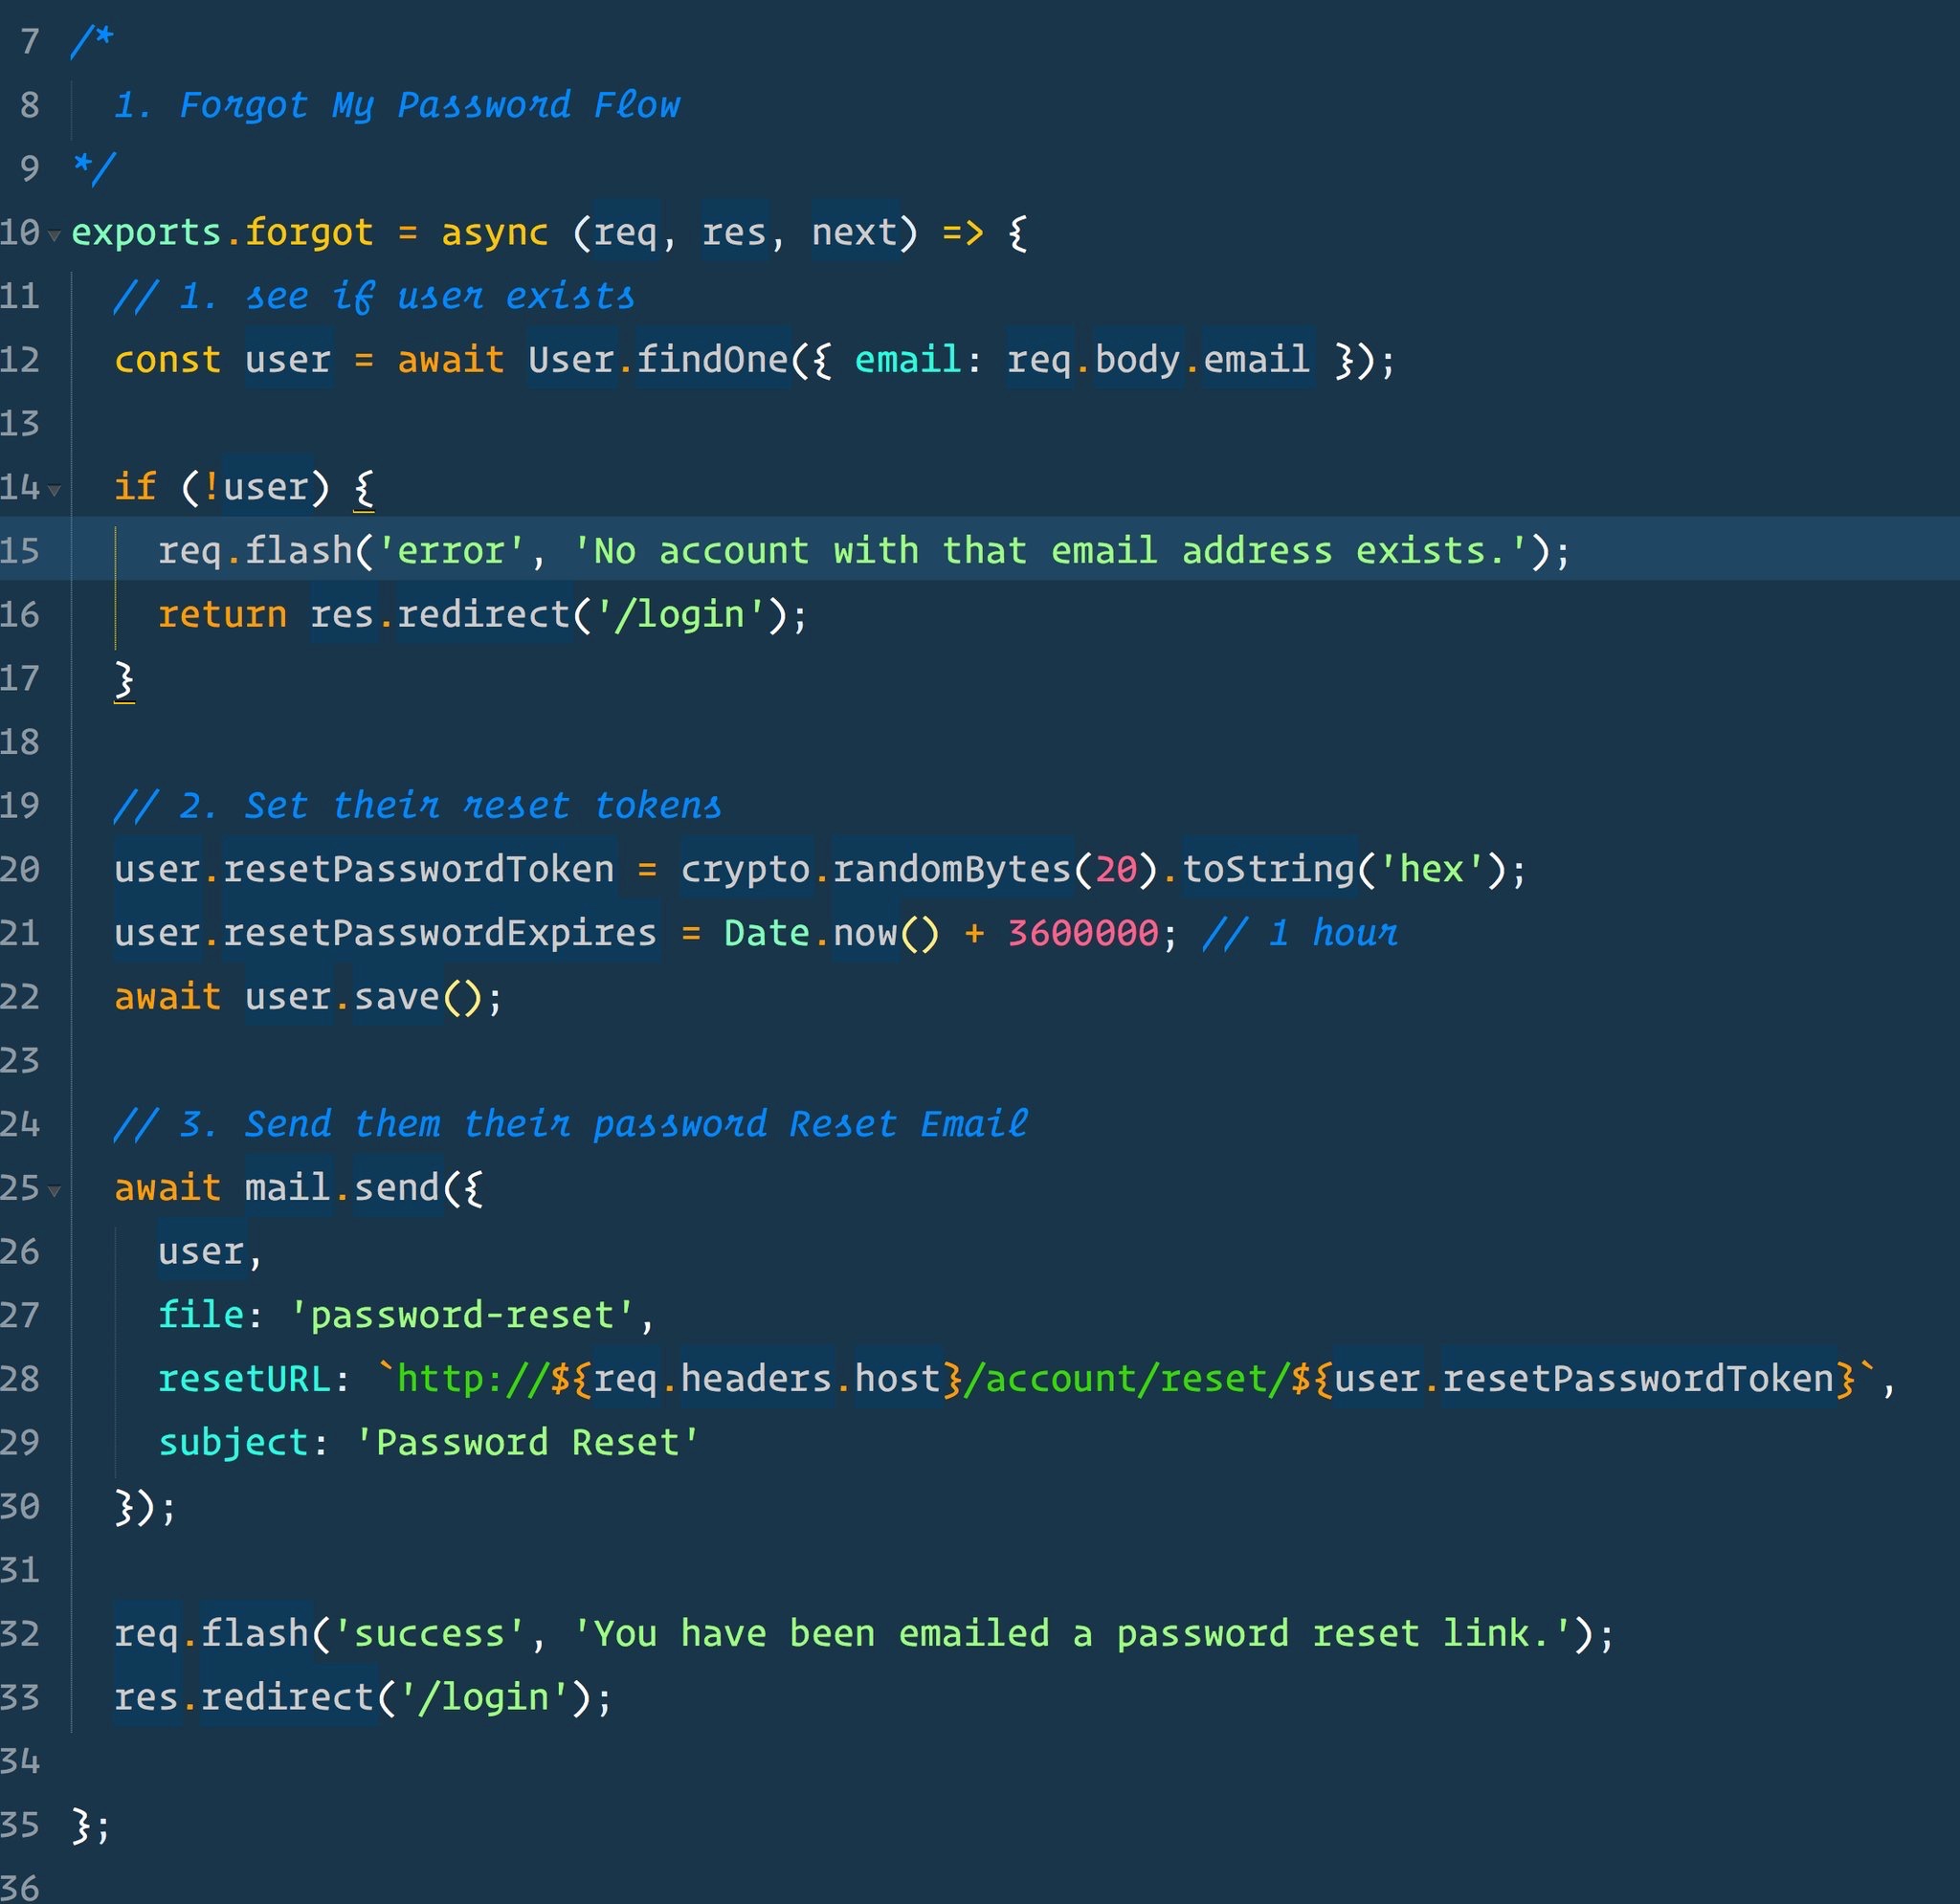 7 /*
8 1. Forgot My Password Flow
9 */
10 exports.forgot = async (req, res, next) => {
11 // 1. see if user exists
12 const user = await User.findOne({ email: req.body.email });
13
14 if (!user) {
15 req.flash('error', 'No account with that email address exists.');
16 return res.redirect('/login');
17 }
18
19 // 2. Set their reset tokens
20 user.resetPasswordToken = crypto.randomBytes(20).toString('hex');
21 user.resetPasswordExpires = Date.now() + 3600000; // 1 hour
22 await user.save();
23
24 // 3. Send them their password Reset Email
25 await mail.send({
26 user,
27 file: 'password-reset',
28 resetURL: `http://${req.headers.host}/account/reset/${user.resetPasswordToken}`,
29 subject: 'Password Reset'
30 });
31
32 req.flash('success', 'You have been emailed a password reset link.');
33 res.redirect('/login');
34
35 };
36